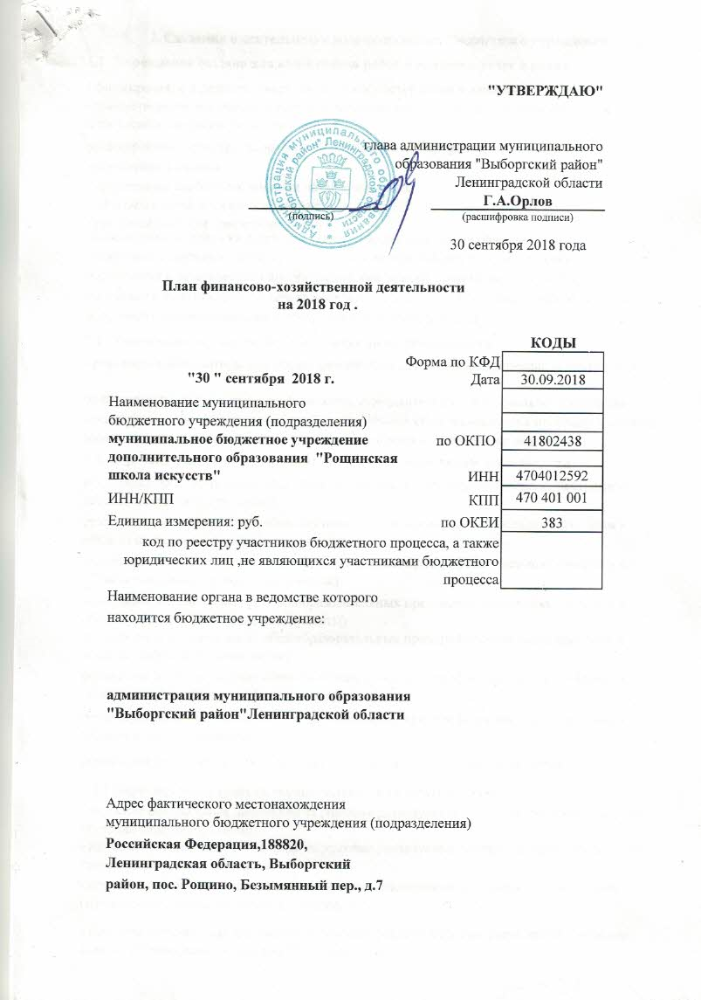 "УТВЕРЖДАЮ"
глава администрации муниципального
образования "Выборгский район"
Ленинградской области
Г.А.Орлов
(подпись) (расшифровка подписи)
30 сентября 2018 года
План финансово-хозяйственной деятельности
на 2018 год .
КОДЫ
Форма по КФД
"30 " сентября 2018 г. Дата 30.09.2018
Наименование муниципального
бюджетного учреждения (подразделения)
муниципальное бюджетное учреждение по ОКПО 41802438
дополнительного образования "Рощинская
школа искусств" ИНН 4704012592
ИНН/КПП КПП 470 401 001
Единица измерения: руб. по ОКЕИ 383
код по реестру участников бюджетного процесса, а также
юридических лиц ,не являющихся участниками бюджетного
процесса
Наименование органа в ведомстве которого
находится бюджетное учреждение:
администрация муниципального образования
"Выборгский район"Ленинградской области
Адрес фактического местонахождения
муниципального бюджетного учреждения (подразделения)
Российская Федерация,188820,
Ленинградская область, Выборгский
район, пос. Рощино, Безымянный пер., д.7
Администрация муниципального образования
"Выборгский район" Ленинградской области